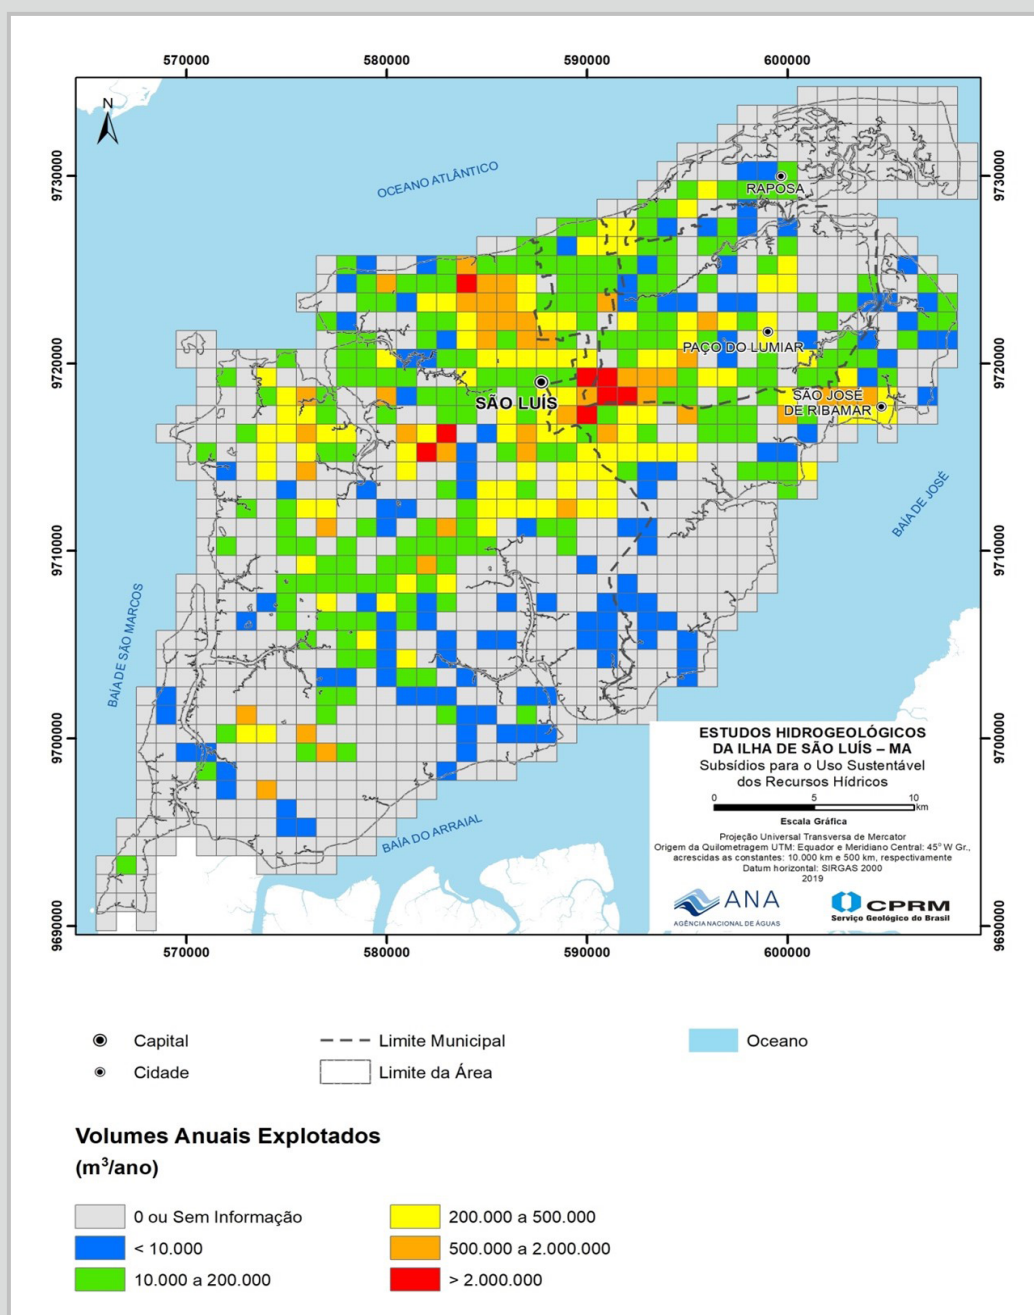 570000 580000 590000 600000
N
9730000 9730000
OCEANO ATLÂNTICO
RAPOSA
9720000 9720000
PAÇO DO LUMIAR
SÃO LUÍS
SÃO JOSÉ
DE RIBAMAR
BAÍA DE JOSÉ
9710000 9710000
BAÍA DE SÃO MARCOS
9700000 9700000
BAÍA DO ARRAIAL
ESTUDOS HIDROGEOLÓGICOS
DA ILHA DE SÃO LUÍS – MA
Subsídios para o Uso Sustentável
dos Recursos Hídricos
0 5 10
km
Escala Gráfica
Projeção Universal Transversa de Mercator
Origem da Quilometragem UTM: Equador e Meridiano Central: 45º W Gr.,
acrescidas as constantes: 10.000 km e 500 km, respectivamente
Datum horizontal: SIRGAS 2000
2019
ANA
AGÊNCIA NACIONAL DE ÁGUAS
CPRM
Serviço Geológico do Brasil
9690000 9690000
570000 580000 590000 600000
Capital Limite Municipal Oceano
Cidade Limite da Área
Volumes Anuais Explotados
(m³/ano)
0 ou Sem Informação 200.000 a 500.000
< 10.000 500.000 a 2.000.000
10.000 a 200.000 > 2.000.000